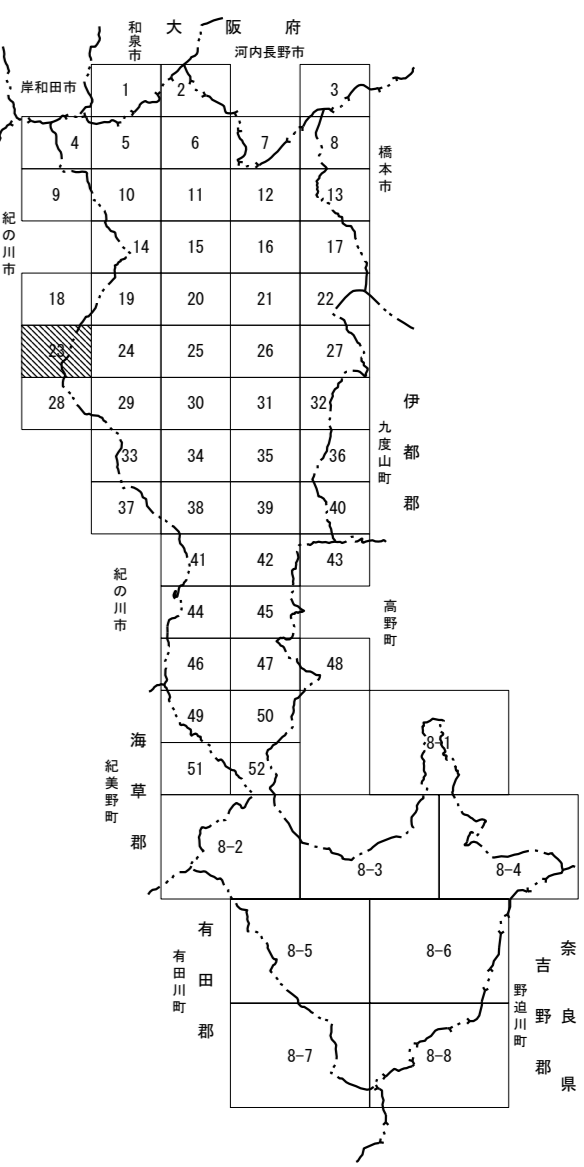 大阪府
和泉市
河内長野市
岸和田市
1 2 3
4 5 6 7 8
橋本市
9 10 11 12 13
紀の川市
14 15 16 17
18 19 20 21 22
23 24 25 26 27
28 29 30 31 32
伊都郡
九度山町
33 34 35 36
37 38 39 40
41 42 43
紀の川市
44 45
高野町
46 47 48
49 50
8-1
海草郡
紀美野町
51 52
8-2 8-3 8-4
有田郡
有田川町
8-5 8-6
奈良県
吉野郡
野迫川町
8-7 8-8